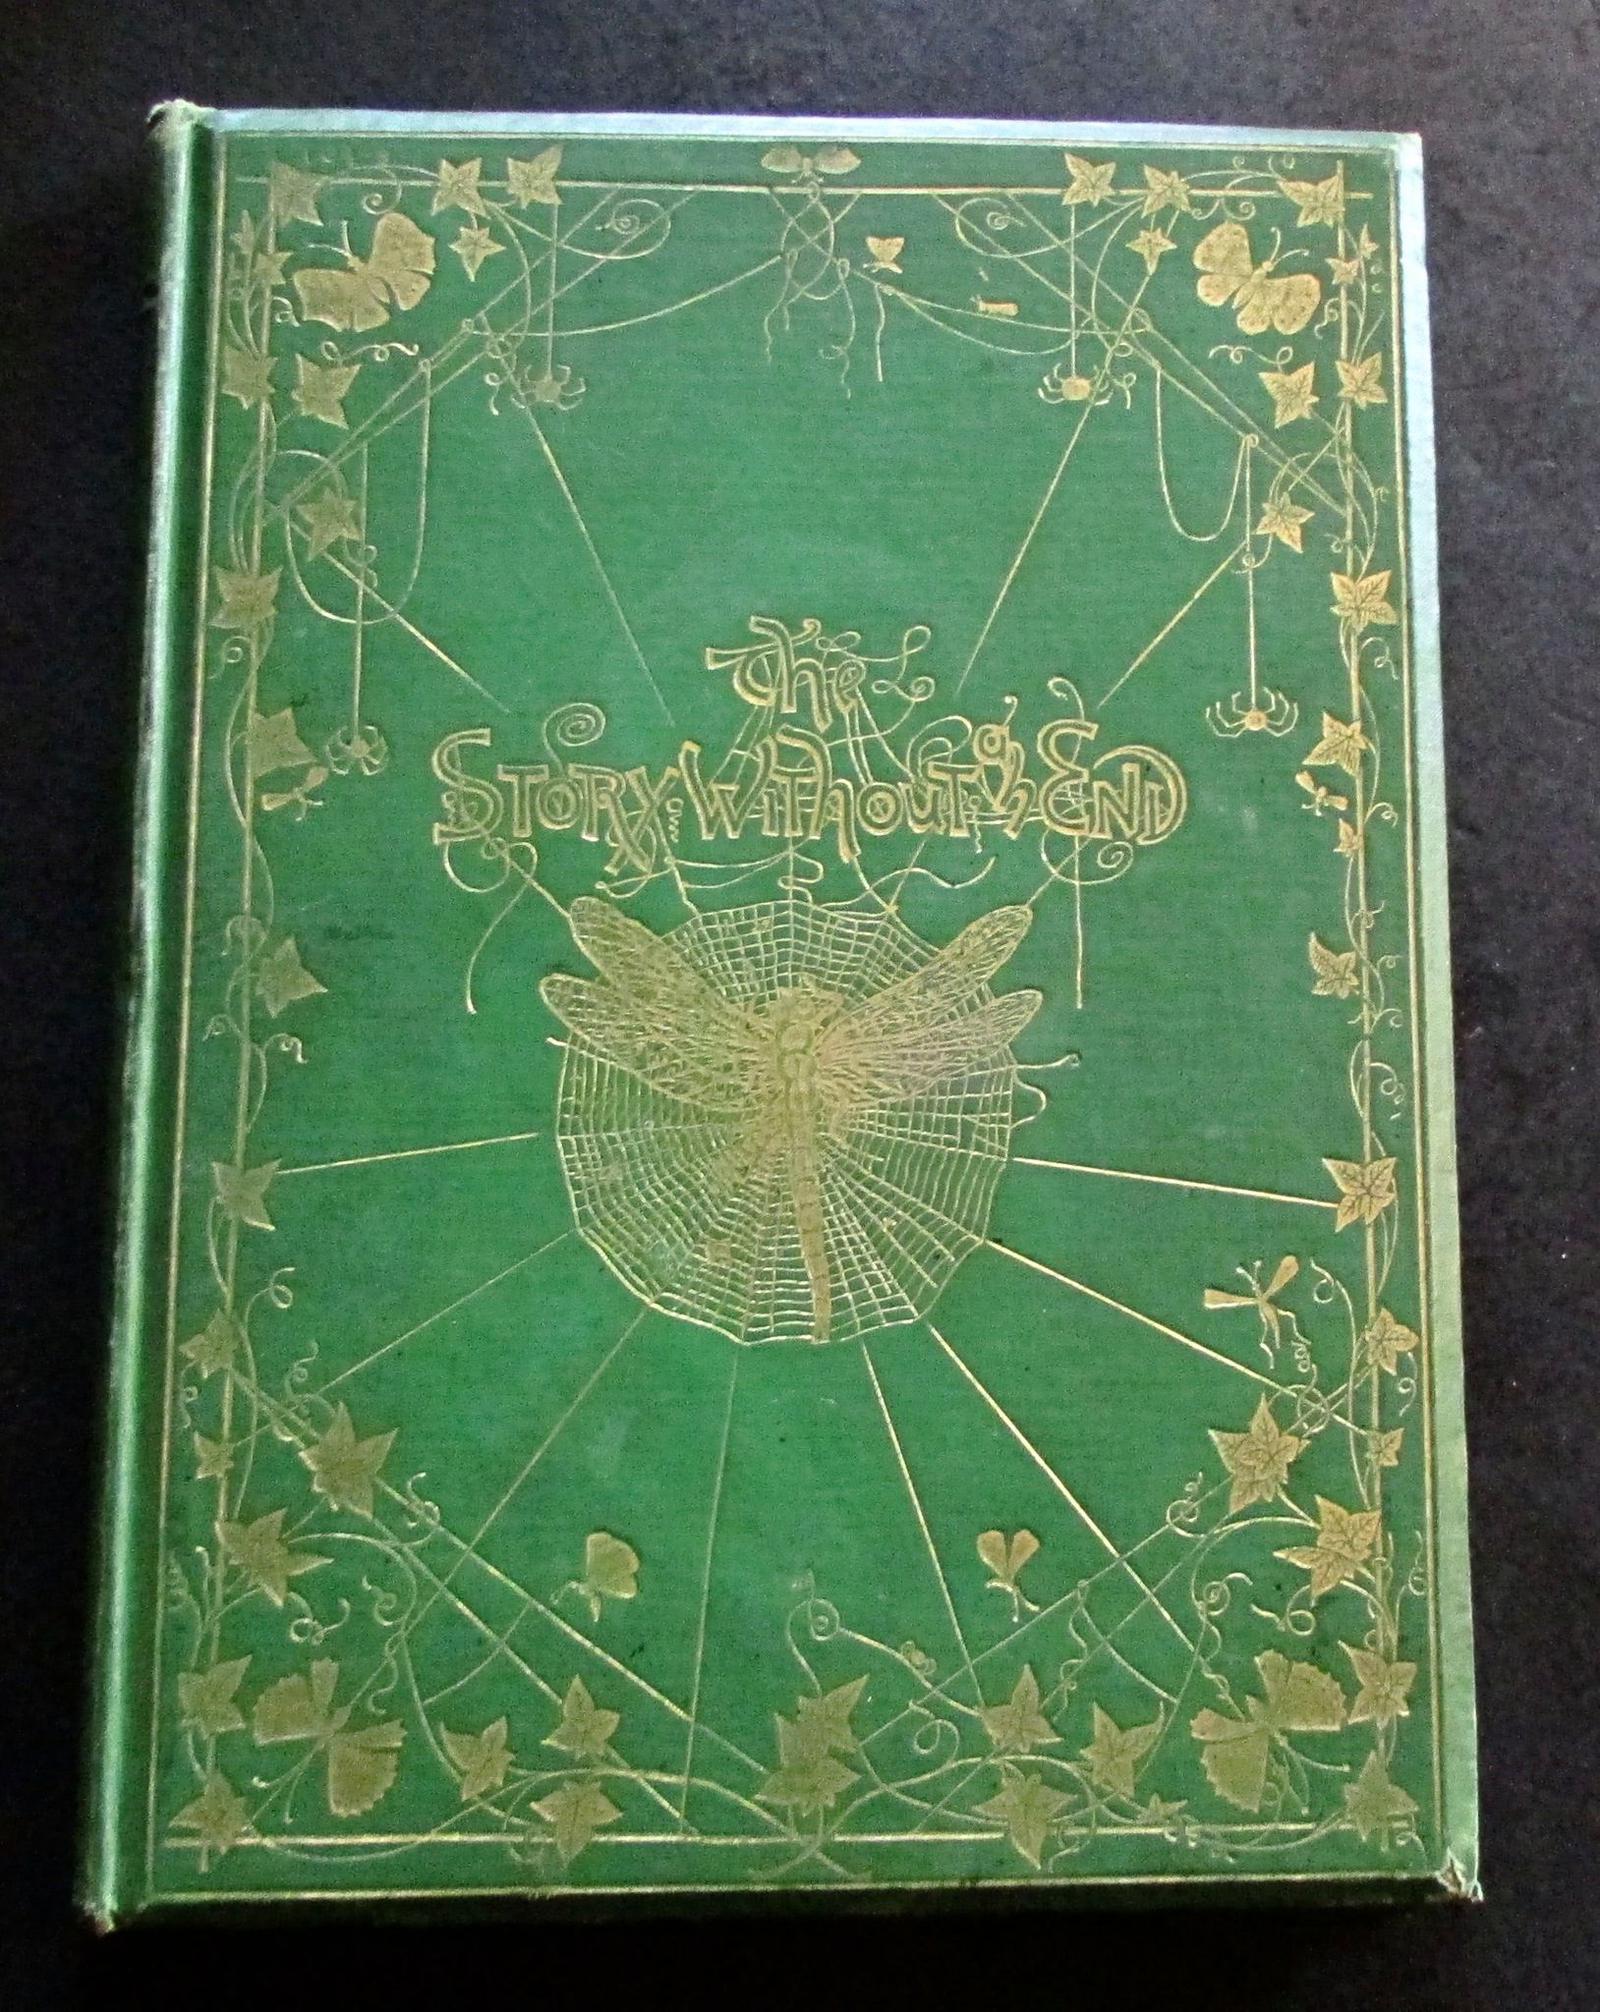 The
STORY WIThOUT an END